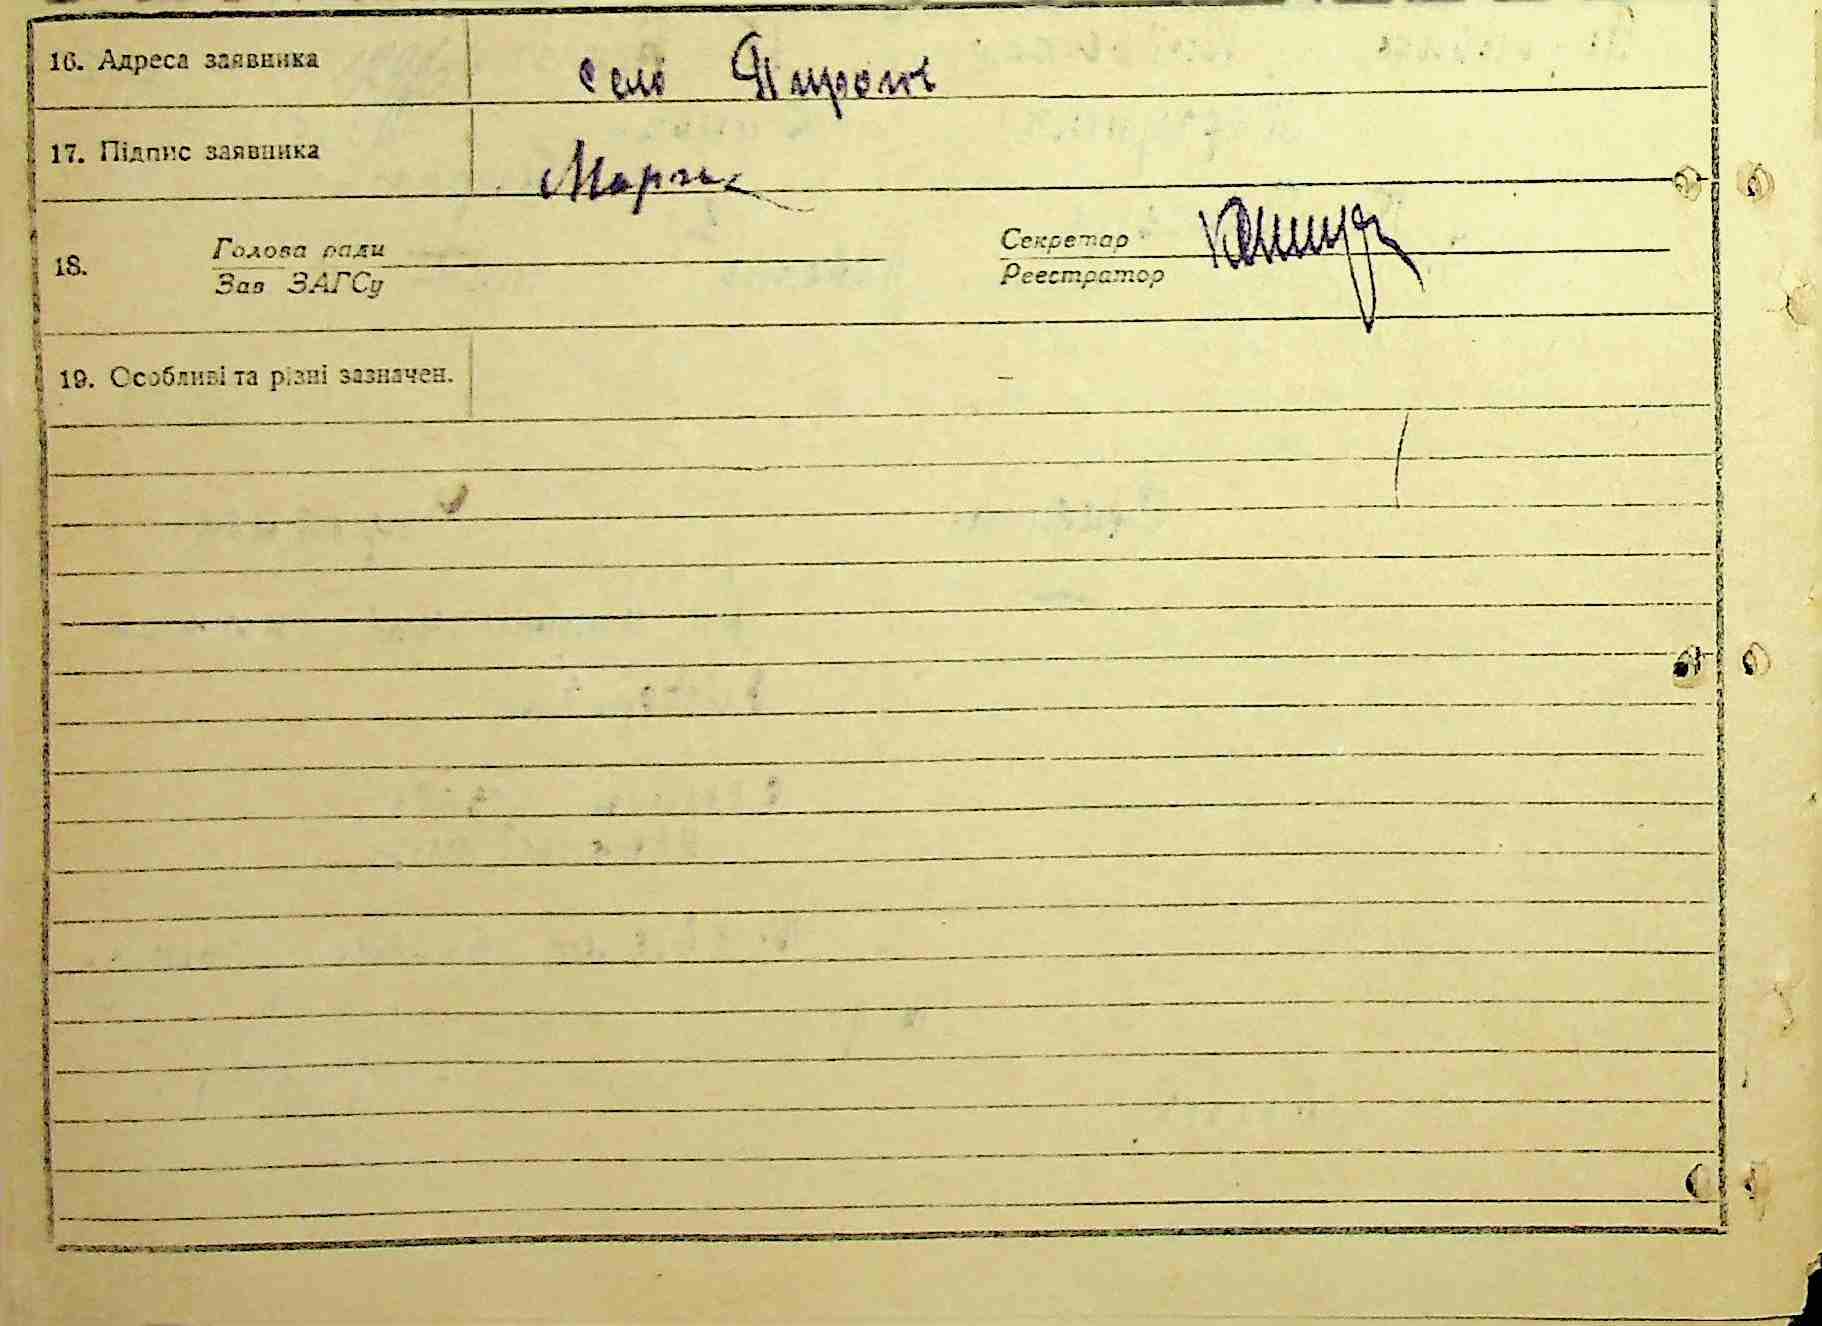 16. Адреса заявника село
17. Підпис заявника
Голова ради Секретар
18.
Зав ЗАГСу Реєстратор
19. Особливі та різні зазначен. –